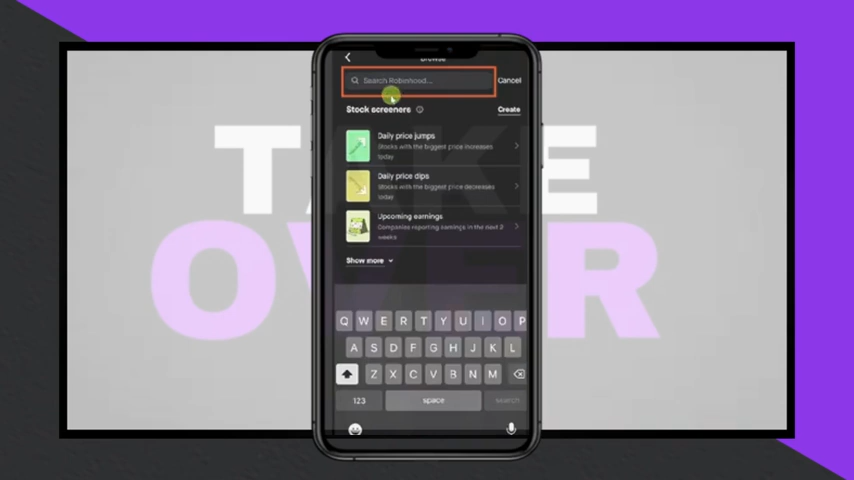 TAKE
OVER
Browse
Search Robinhood...
Cancel
Stock screeners
Create
Daily price jumps
Stocks with the biggest price increases
today
Daily price dips
Stocks with the biggest price decreases
today
Upcoming earnings
Companies reporting earnings in the next 2
weeks
Show more
Q W E R T Y U I O P
A S D F G H J K L
Z X C V B N M
123
space
search